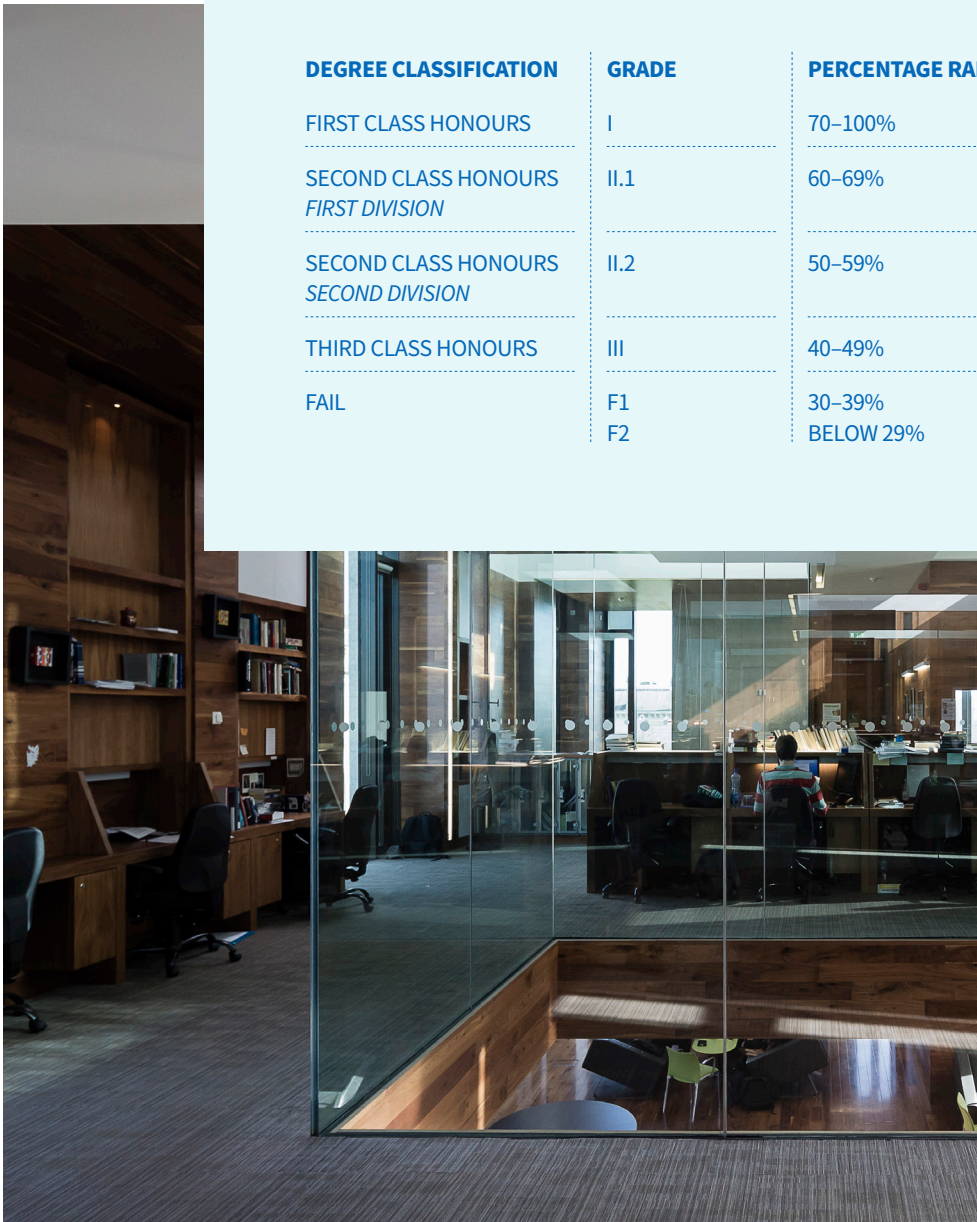 DEGREE CLASSIFICATION GRADE PERCENTAGE
FIRST CLASS HONOURS I 70–100%
SECOND CLASS HONOURS II.1 60–69%
FIRST DIVISION
SECOND CLASS HONOURS II.2 50–59%
SECOND DIVISION
THIRD CLASS HONOURS III 40–49%
FAIL F1 30–39%
F2 BELOW 29%